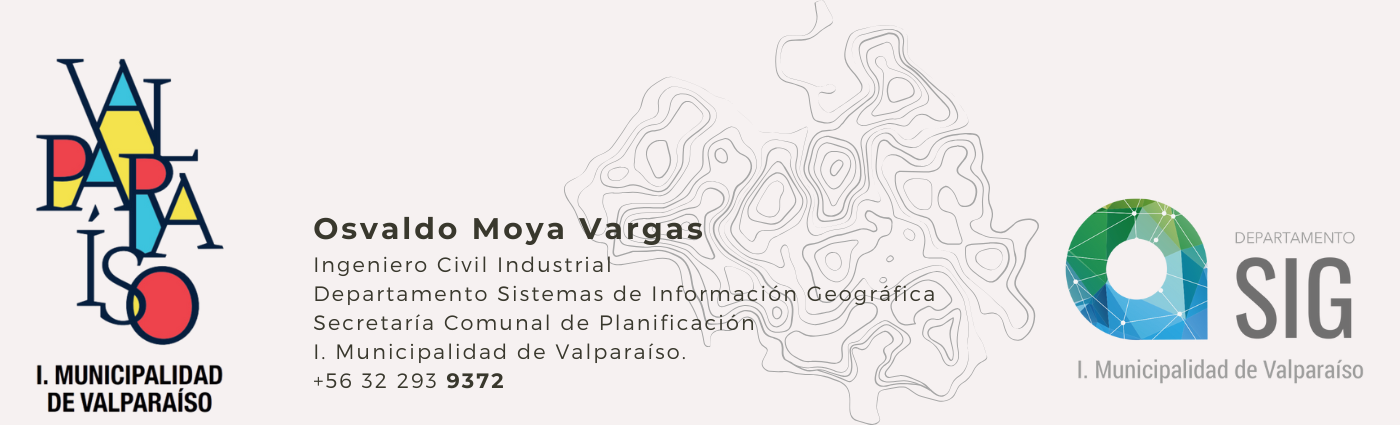 VAL
PARA
ÍSO
I. MUNICIPALIDAD
DE VALPARAÍSO
Osvaldo Moya Vargas
Ingeniero Civil Industrial
Departamento Sistemas de Información Geográfica
Secretaría Comunal de Planificación
I. Municipalidad de Valparaíso.
+56 32 293 9372
DEPARTAMENTO
SIG
I. Municipalidad de Valparaíso